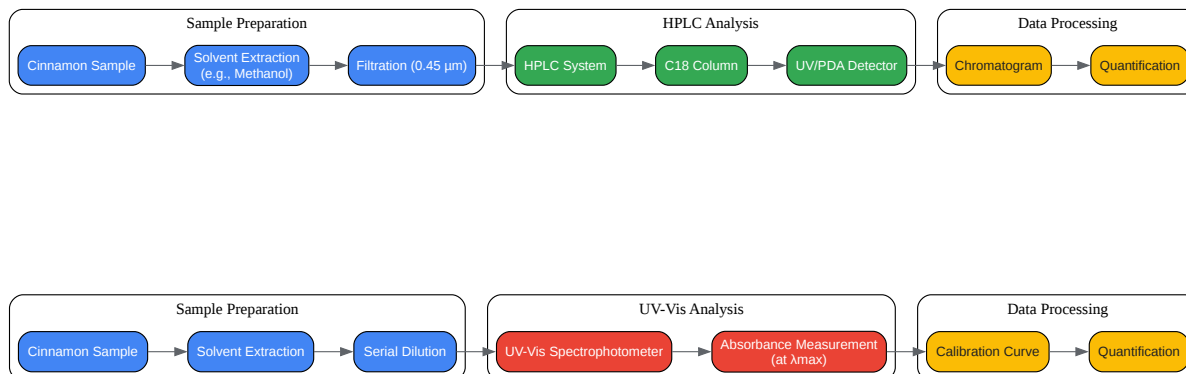 Sample Preparation
HPLC Analysis
Data Processing
Cinnamon Sample
Solvent Extraction
(e.g., Methanol)
Filtration (0.45 µm)
HPLC System
C18 Column
UV/PDA Detector
Chromatogram
Quantification
Sample Preparation
UV-Vis Analysis
Data Processing
Cinnamon Sample
Solvent Extraction
Serial Dilution
UV-Vis Spectrophotometer
Absorbance Measurement
(at λmax)
Calibration Curve
Quantification